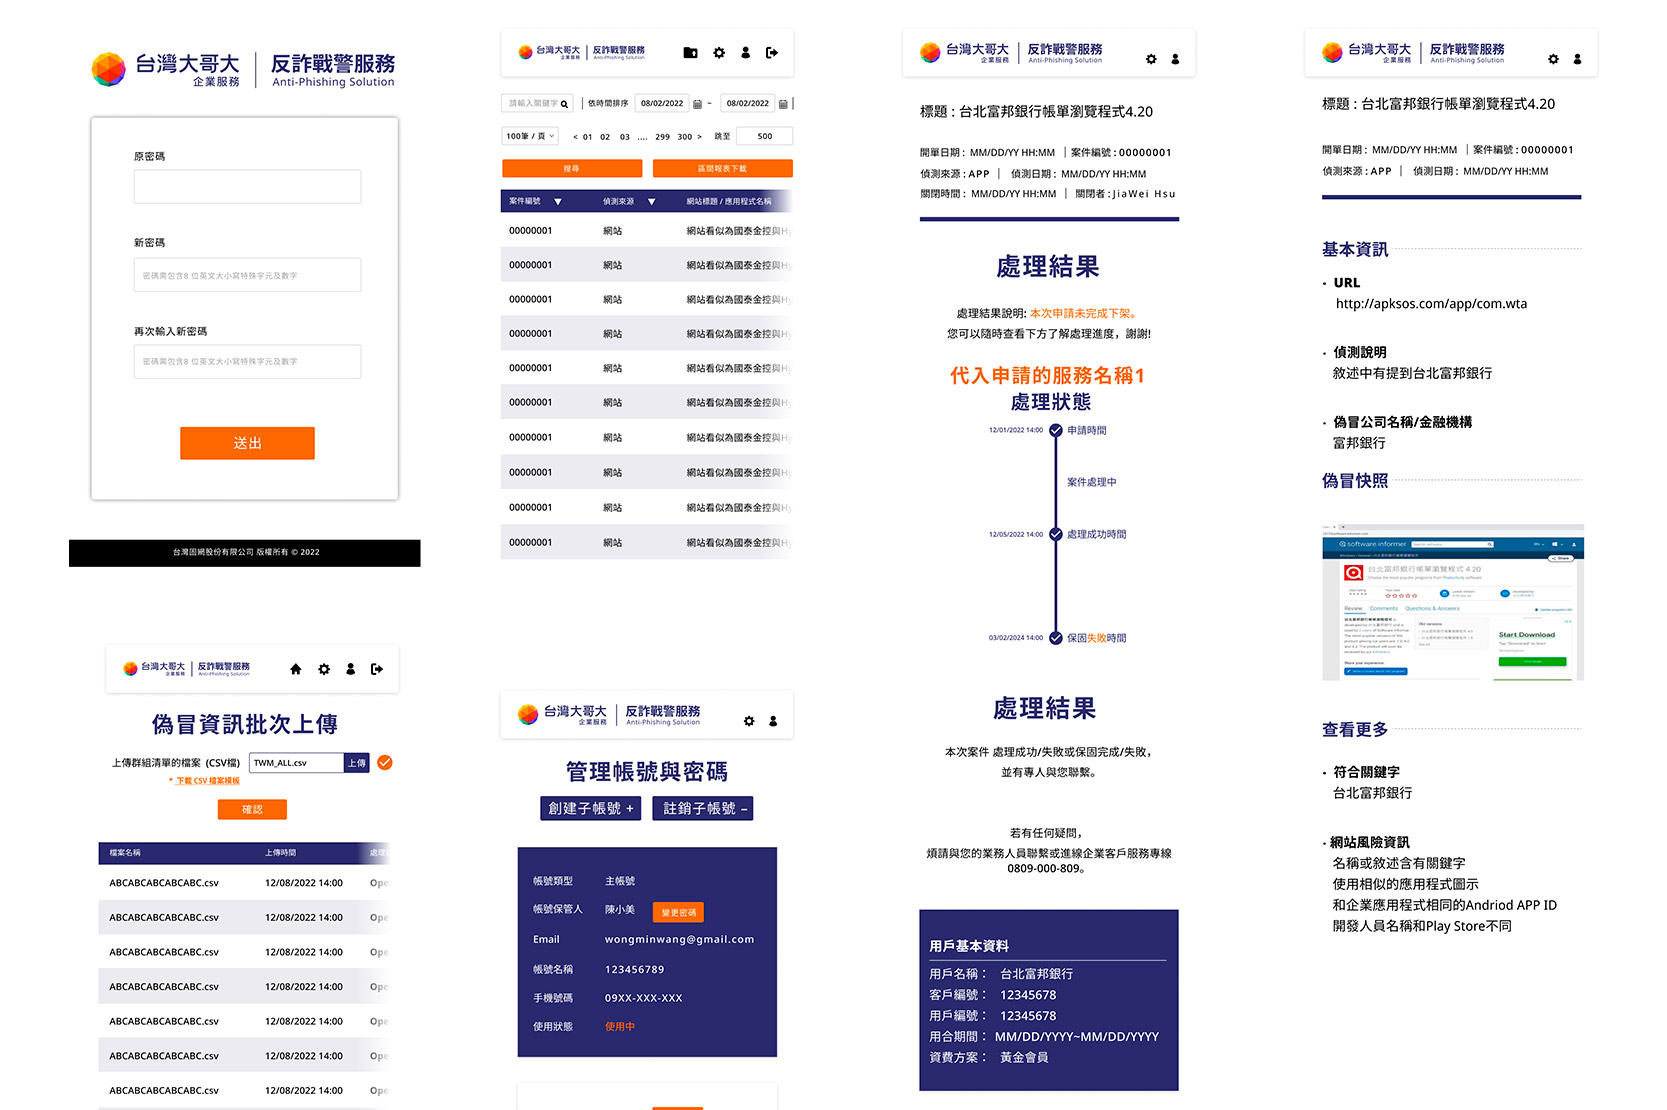 台灣大哥大
企業服務
反詐戰警服務
Anti-Phishing Solution
原密碼
新密碼
密碼需包含8 位英文大小寫特殊字元及數字
再次輸入新密碼
密碼需包含8 位英文大小寫特殊字元及數字
送出
台灣固網股份有限公司 版權所有 © 2022
台灣大哥大
企業服務
反詐戰警服務
Anti-Phishing Solution
偽冒資訊批次上傳
上傳群組清單的檔案 (CSV檔)
TWM_ALL.csv
上傳
* 下載 CSV 檔案模板
確認
檔案名稱 上傳時間
ABCABCABCABCABC.csv 12/08/2022 14:00 Ope
ABCABCABCABCABC.csv 12/08/2022 14:00 Ope
ABCABCABCABCABC.csv 12/08/2022 14:00 Ope
ABCABCABCABCABC.csv 12/08/2022 14:00 Ope
ABCABCABCABCABC.csv 12/08/2022 14:00 Ope
ABCABCABCABCABC.csv 12/08/2022 14:00 Ope
ABCABCABCABCABC.csv 12/08/2022 14:00 Ope
台灣大哥大
企業服務
反詐戰警服務
Anti-Phishing Solution
請輸入關鍵字
依時間排序 08/02/2022 ~ 08/02/2022
100筆 / 頁 < 01 02 03 .... 299 300 > 跳至 500
搜尋 區間報表下載
案件編號 ▼ 偵測來源 ▼ 網站標題 / 應用程式名稱
00000001 網站 網站看似為國泰金控與Hy
00000001 網站 網站看似為國泰金控與Hy
00000001 網站 網站看似為國泰金控與Hy
00000001 網站 網站看似為國泰金控與Hy
00000001 網站 網站看似為國泰金控與Hy
00000001 網站 網站看似為國泰金控與Hy
00000001 網站 網站看似為國泰金控與Hy
00000001 網站 網站看似為國泰金控與Hy
00000001 網站 網站看似為國泰金控與Hy
00000001 網站 網站看似為國泰金控與Hy
台灣大哥大
企業服務
反詐戰警服務
Anti-Phishing Solution
管理帳號與密碼
創建子帳號 + 註銷子帳號 –
帳號類型 主帳號
帳號保管人 陳小美 變更密碼
Email wongminwang@gmail.com
帳號名稱 123456789
手機號碼 09XX-XXX-XXX
使用狀態 使用中
台灣大哥大
企業服務
反詐戰警服務
Anti-Phishing Solution
標題 : 台北富邦銀行帳單瀏覽程式4.20
開單日期 : MM/DD/YY HH:MM | 案件編號 : 00000001
偵測來源 : APP | 偵測日期 : MM/DD/YY HH:MM
關閉時間 : MM/DD/YY HH:MM | 關閉者 : JiaWei Hsu
處理結果
處理結果說明: 本次申請未完成下架。
您可以隨時查看下方了解處理進度，謝謝!
代入申請的服務名稱1
處理狀態
12/01/2022 14:00 申請時間
案件處理中
12/05/2022 14:00 處理成功時間
03/02/2024 14:00 保固失敗時間
處理結果
本次案件 處理成功/失敗或保固完成/失敗，
並有專人與您聯繫。
若有任何疑問，
煩請與您的業務人員聯繫或進線企業客戶服務專線
0809-000-809。
用戶基本資料
用戶名稱： 台北富邦銀行
客戶編號： 12345678
用戶編號： 12345678
用合期間： MM/DD/YYYY~MM/DD/YYYY
資費方案： 黃金會員
台灣大哥大
企業服務
反詐戰警服務
Anti-Phishing Solution
標題 : 台北富邦銀行帳單瀏覽程式4.20
開單日期 : MM/DD/YY HH:MM | 案件編號 : 00000001
偵測來源 : APP | 偵測日期 : MM/DD/YY HH:MM
基本資訊
· URL
http://apksos.com/app/com.wta
· 偵測說明
敘述中有提到台北富邦銀行
· 偽冒公司名稱/金融機構
富邦銀行
偽冒快照
software informer
Share
台北富邦銀行帳單瀏覽程式 4.20
Review Comments Questions & Answers
Start Download
查看更多
· 符合關鍵字
台北富邦銀行
· 網站風險資訊
名稱或敘述含有關鍵字
使用相似的應用程式圖示
和企業應用程式相同的Andriod APP ID
開發人員名稱和Play Store不同